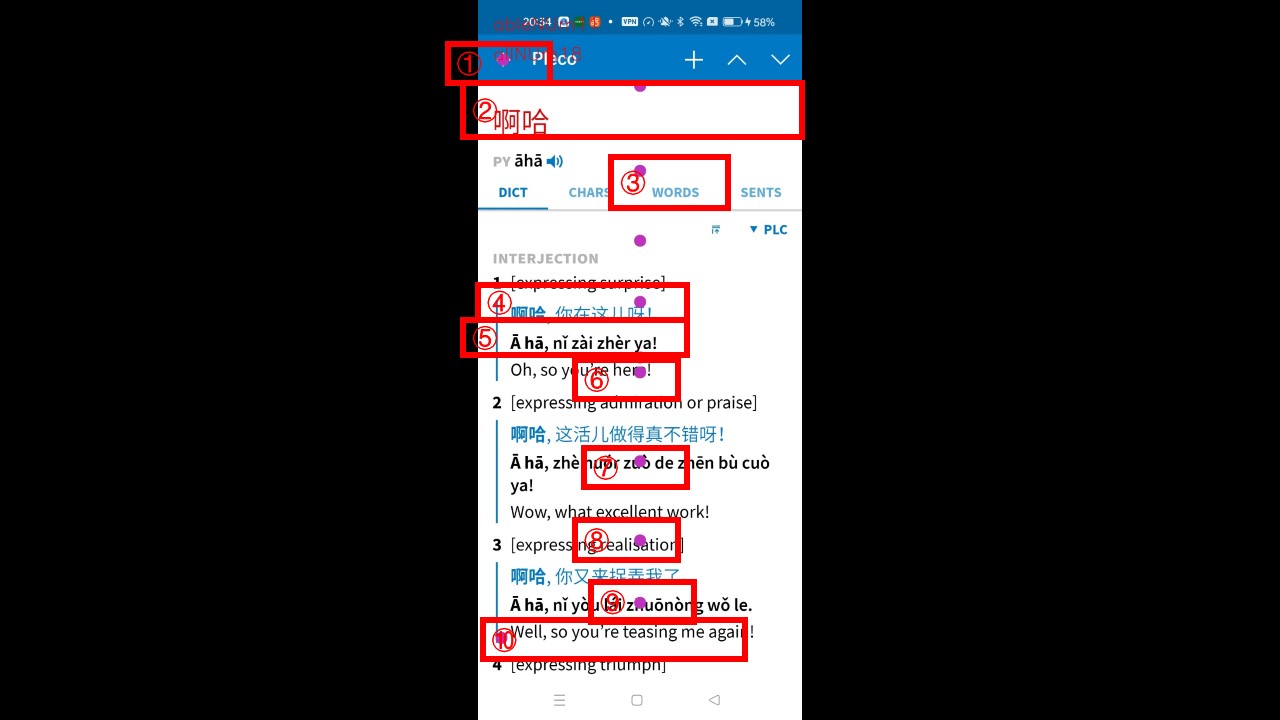 20:34 VPN 58%
① Pleco
②
啊哈
PY āhā
③
DICT CHARS WORDS SENTS
PLC
INTERJECTION
1 [expressing surprise]
④
啊哈, 你在这儿呀!
⑤
Ā hā, nǐ zài zhèr ya!
Oh, so you're here!
⑥
2 [expressing admiration or praise]
啊哈, 这活儿做得真不错呀!
⑦
Ā hā, zhè huór zuò de zhēn bù cuò
ya!
Wow, what excellent work!
⑧
3 [expressing realisation]
啊哈, 你又来捉弄我了
⑨
Ā hā, nǐ yòu lái zhuōnòng wǒ le.
⑩
Well, so you're teasing me again!
4 [expressing triumph]